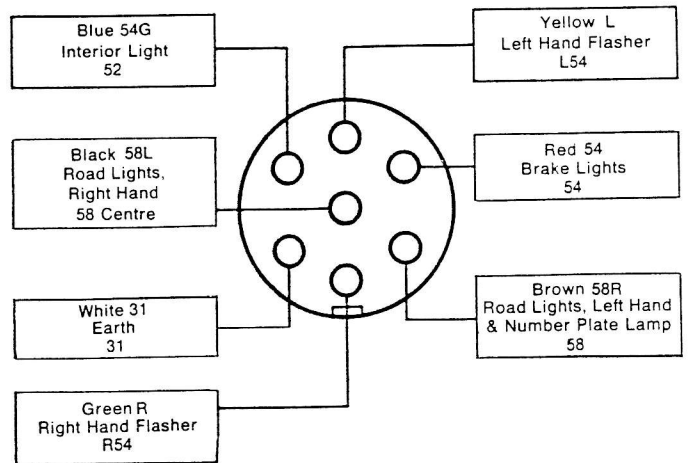 Blue 54G
Interior Light
52
Yellow L
Left Hand Flasher
L54
Black 58L
Road Lights,
Right Hand
58 Centre
Red 54
Brake Lights
54
White 31
Earth
31
Brown 58R
Road Lights, Left Hand
& Number Plate Lamp
58
Green R
Right Hand Flasher
R54